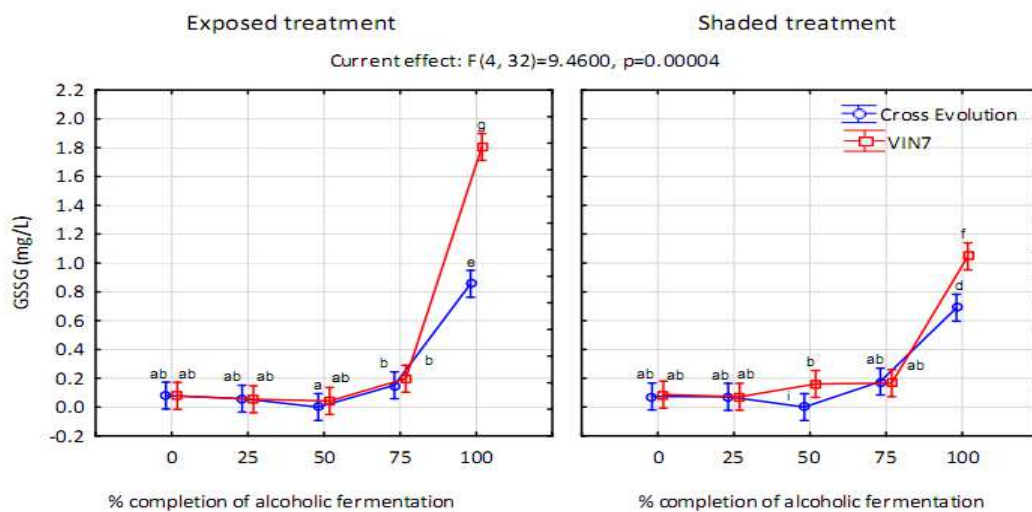 Exposed treatment
Shaded treatment
Current effect: F(4, 32)=9.4600, p=0.00004
GSSG (mg/L)
2.2
2.0
1.8
1.6
1.4
1.2
1.0
0.8
0.6
0.4
0.2
0.0
-0.2
Cross Evolution
VIN7
g
e
ab
ab
ab
ab
a
ab
b
b
f
d
ab
ab
ab
ab
i
b
ab
ab
0 25 50 75 100
0 25 50 75 100
% completion of alcoholic fermentation
% completion of alcoholic fermentation